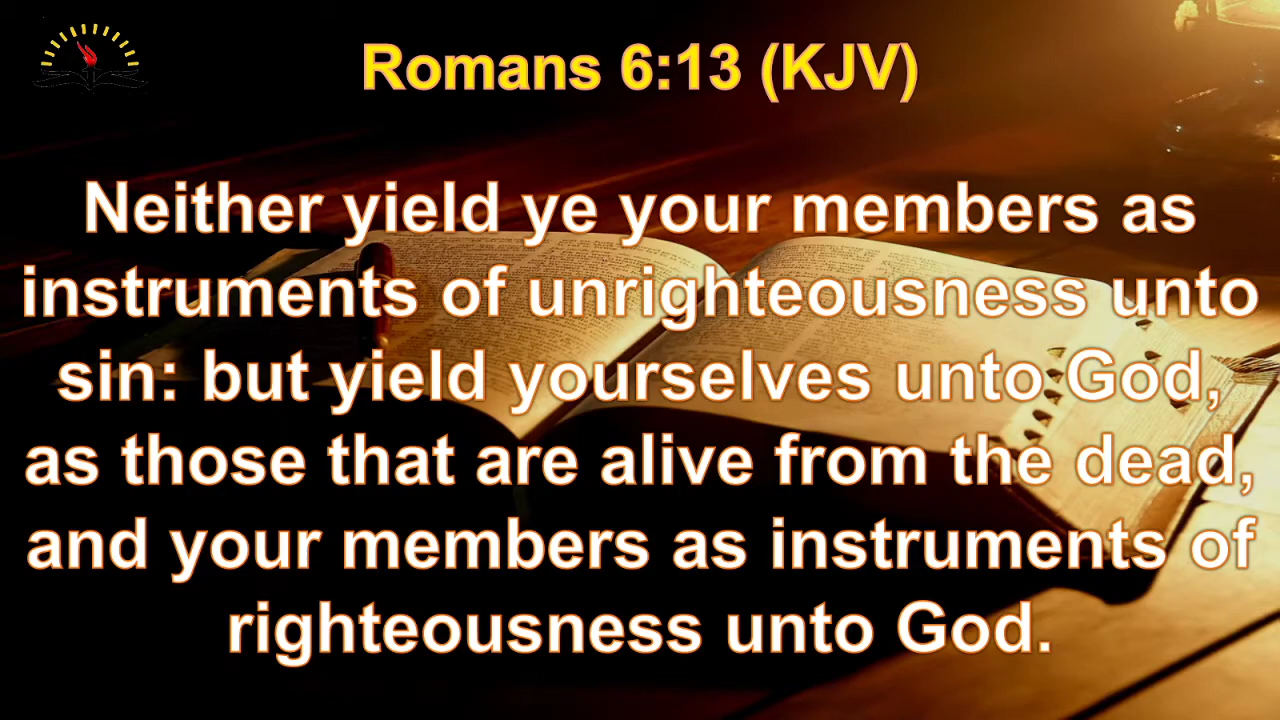 Romans 6:13 (KJV)
Neither yield ye your members as
instruments of unrighteousness unto
sin: but yield yourselves unto God,
as those that are alive from the dead,
and your members as instruments of
righteousness unto God.